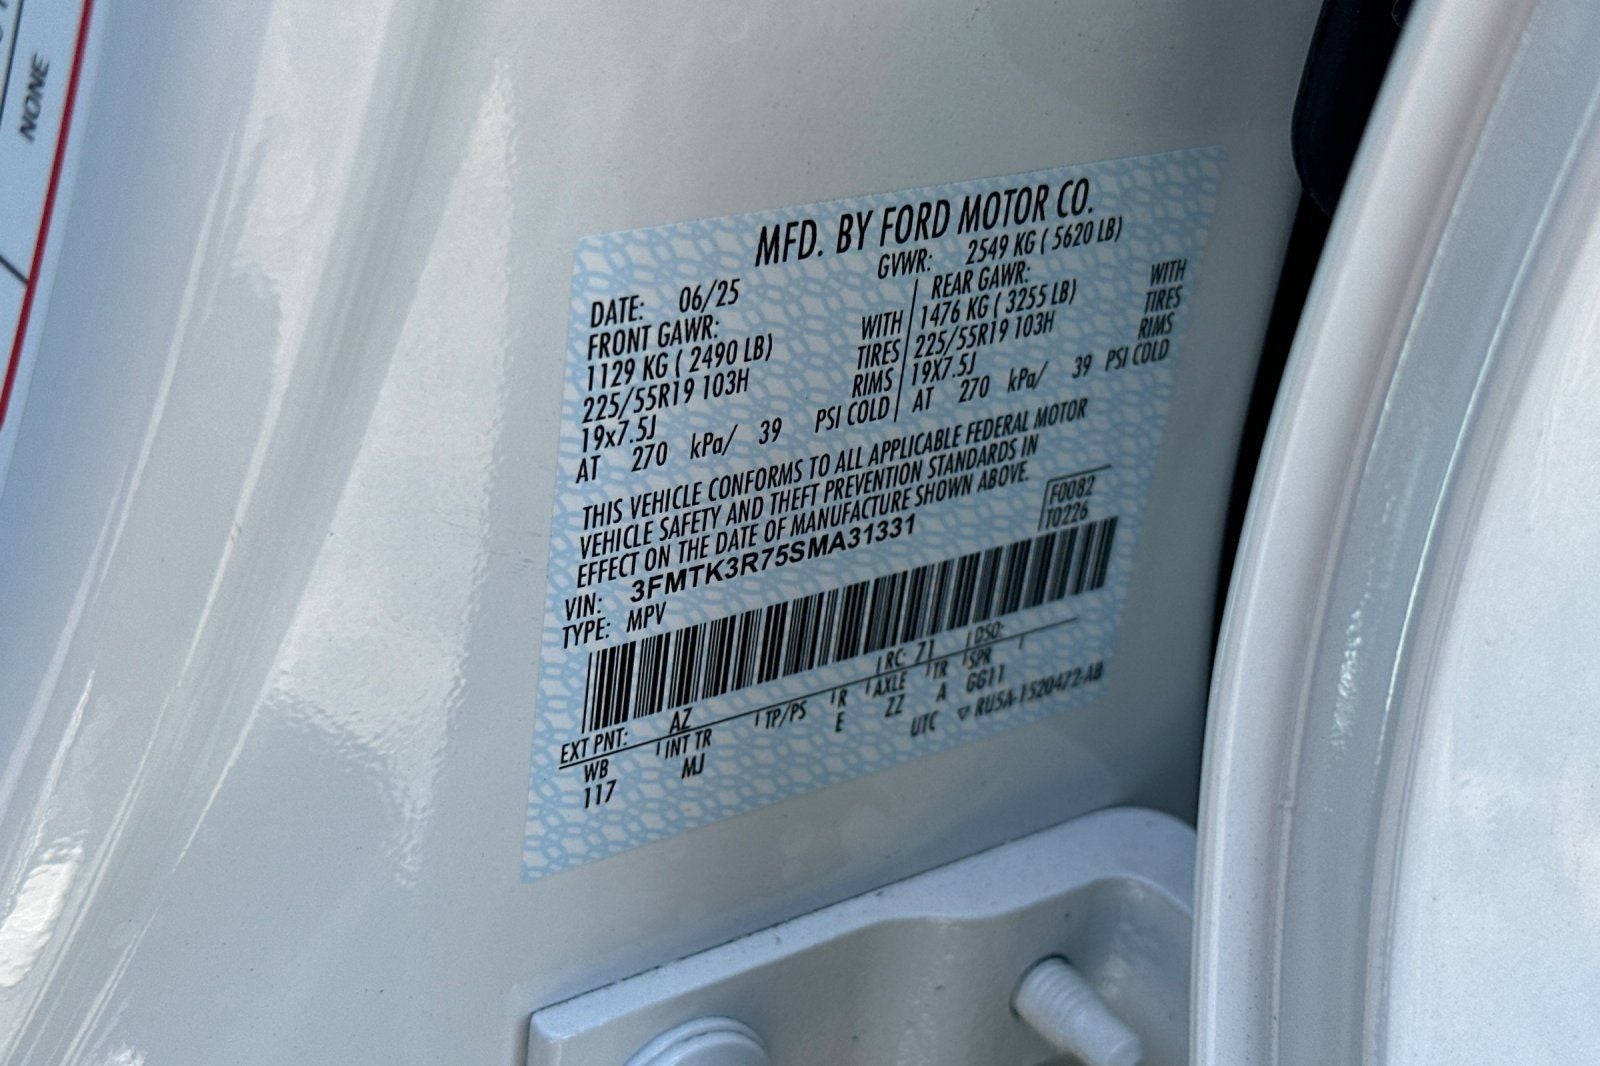 NONE
MFD. BY FORD MOTOR CO.
DATE: 06/25 GVWR: 2549 KG ( 5620 LB)
FRONT GAWR: REAR GAWR:
1129 KG ( 2490 LB) WITH 1476 KG ( 3255 LB) WITH
225/55R19 103H TIRES 225/55R19 103H TIRES
19x7.5J RIMS 19X7.5J RIMS
AT 270 kPa/ 39 PSI COLD AT 270 kPa/ 39 PSI COLD
THIS VEHICLE CONFORMS TO ALL APPLICABLE FEDERAL MOTOR
VEHICLE SAFETY AND THEFT PREVENTION STANDARDS IN
EFFECT ON THE DATE OF MANUFACTURE SHOWN ABOVE.
F0082
T0226
VIN: 3FMTK3R75SMA31331
TYPE: MPV
EXT PNT: AZ RC: 71 DSO:
WB INT TR TP/PS R AXLE TR SPR
117 MJ E ZZ A GG11
UTC ▽ RU5A-1520472-AB